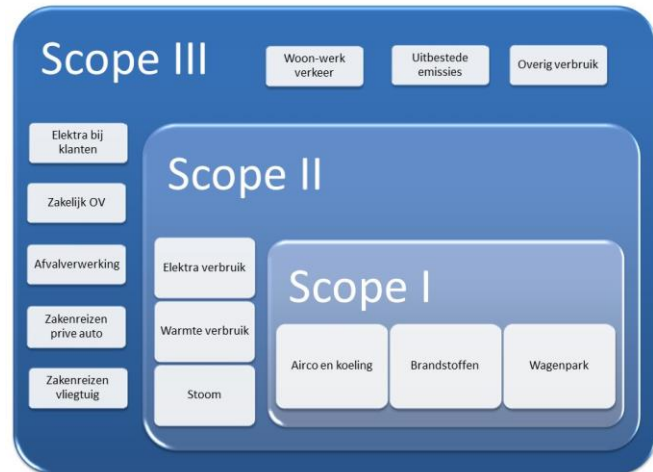 Scope III
Woon-werk
verkeer
Uitbestede
emissies
Overig verbruik
Elektra bij
klanten
Zakelijk OV
Afvalverwerking
Zakenreizen
prive auto
Zakenreizen
vliegtuig
Scope II
Elektra verbruik
Warmte verbruik
Stoom
Scope I
Airco en koeling
Brandstoffen
Wagenpark